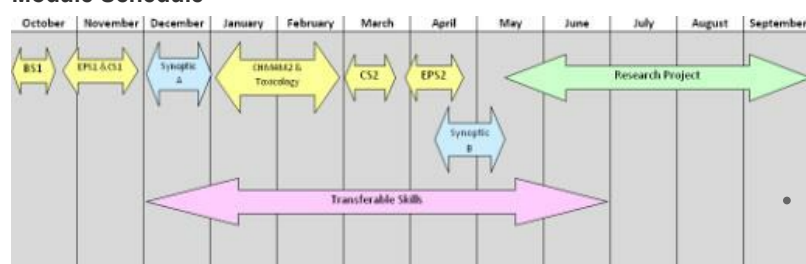 Module Schedule
October November December January February March April May June July August September
BS1 EPS1 & CS1 Synoptic A & Toxicology CS2 EPS2 Research Project
Synoptic B
Transferable Skills